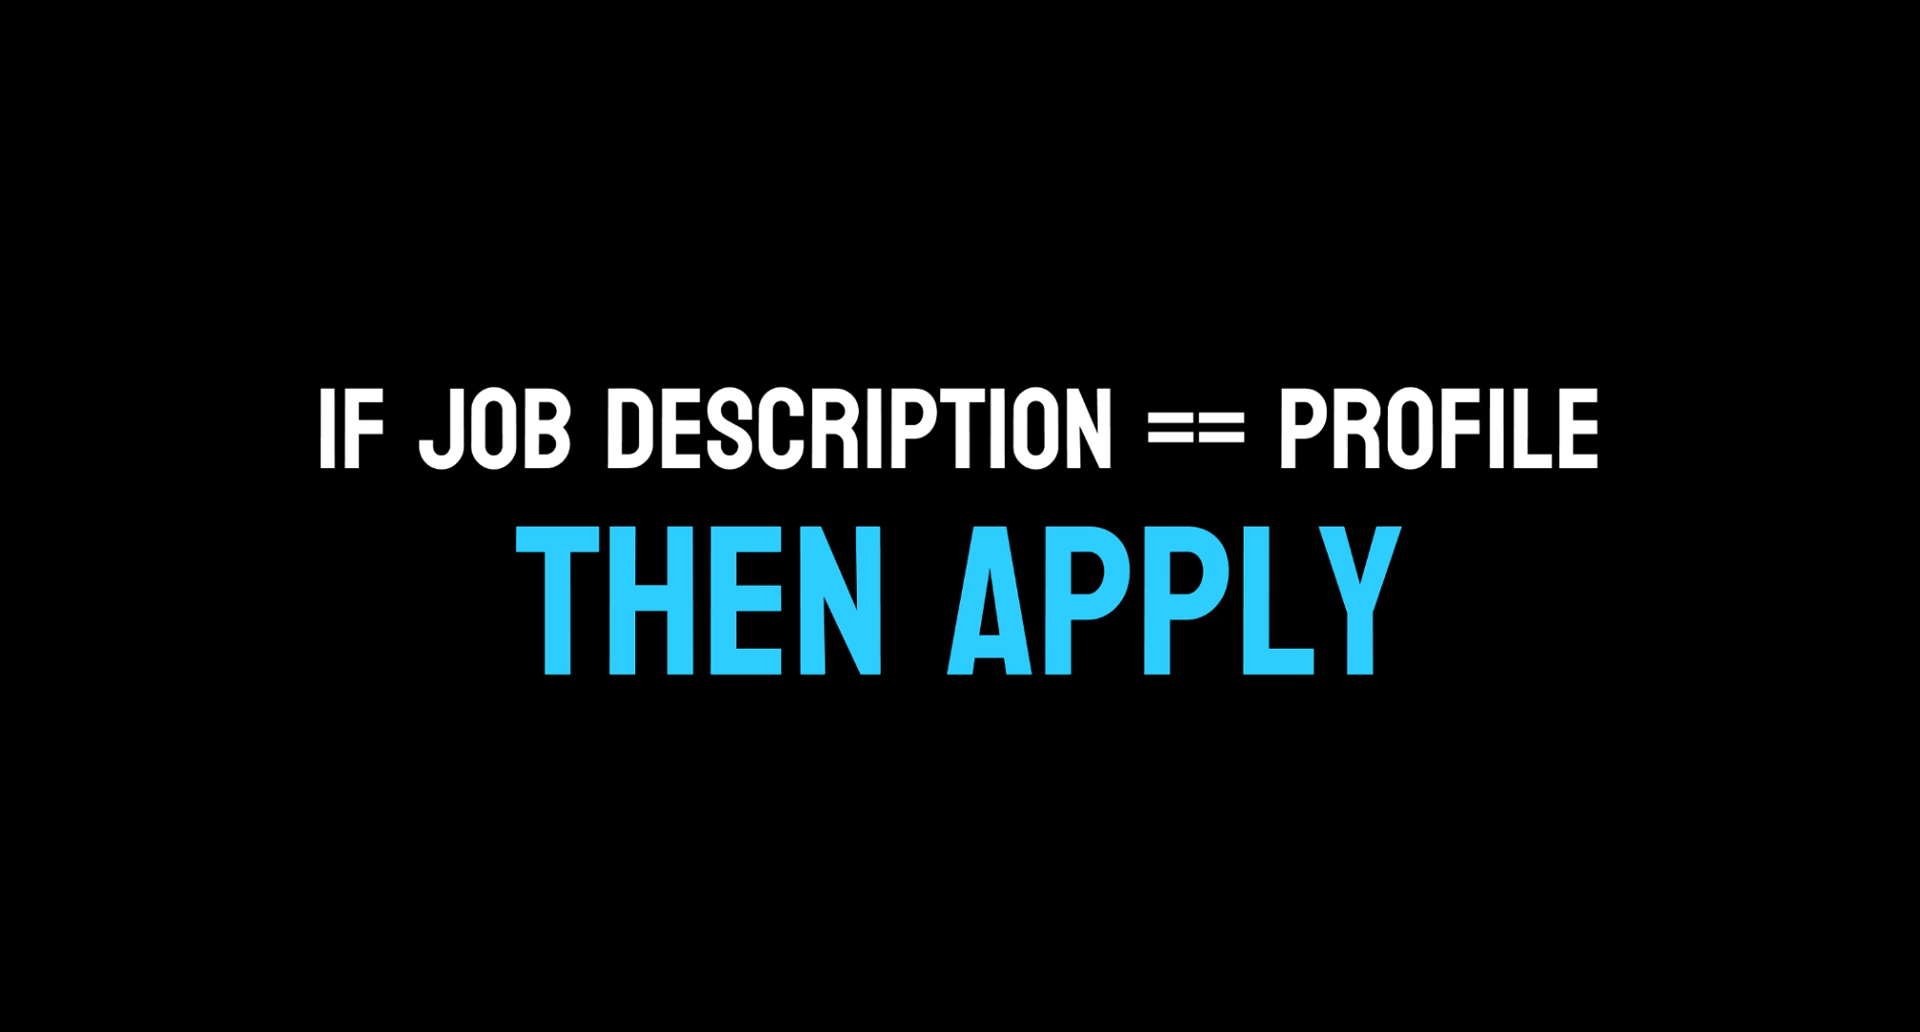 IF JOB DESCRIPTION == PROFILE
THEN APPLY